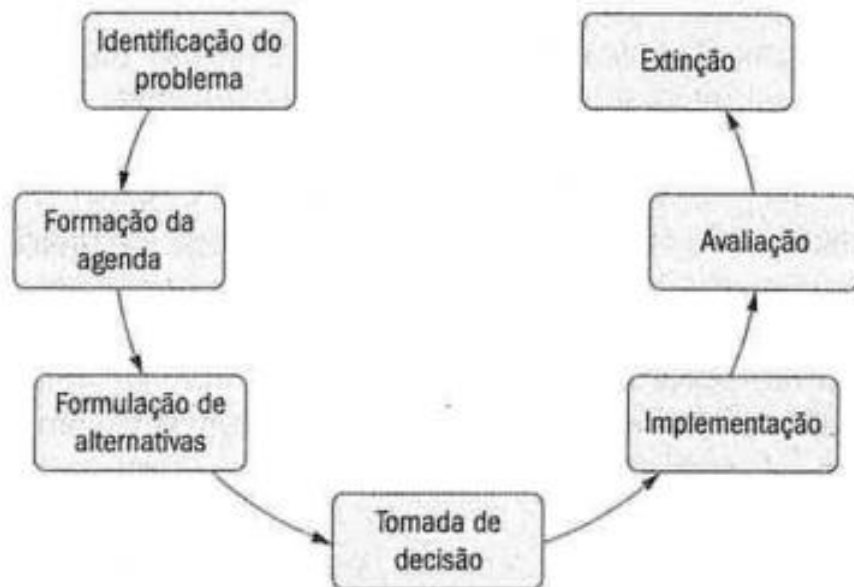 Identificação do
problema
Formação da
agenda
Formulação de
alternativas
Tomada de
decisão
Implementação
Avaliação
Extinção